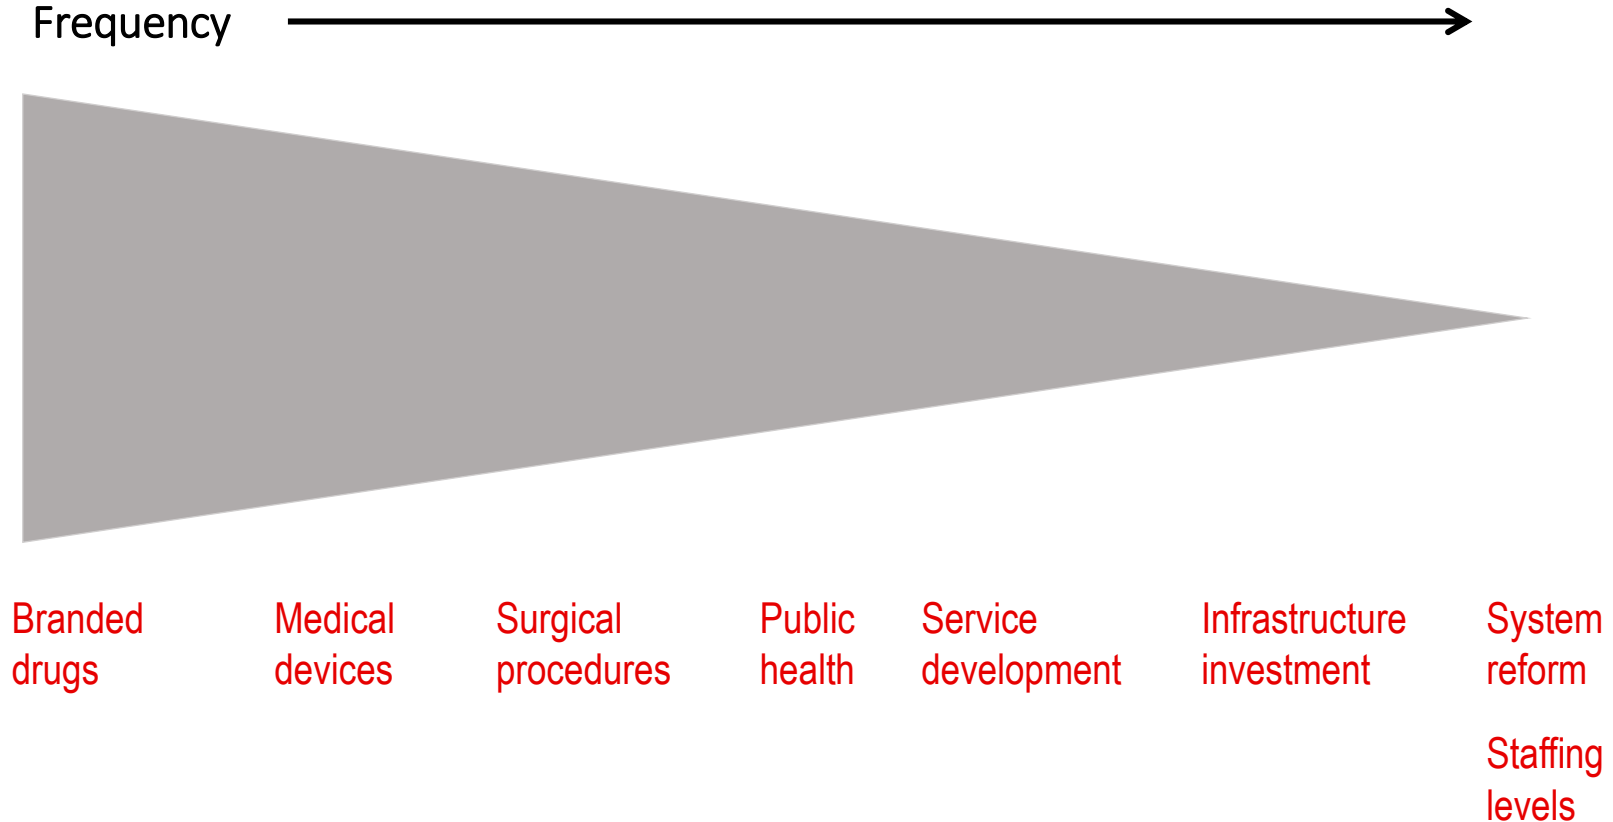 Frequency
Branded
drugs
Medical
devices
Surgical
procedures
Public
health
Service
development
Infrastructure
investment
System
reform
Staffing
levels